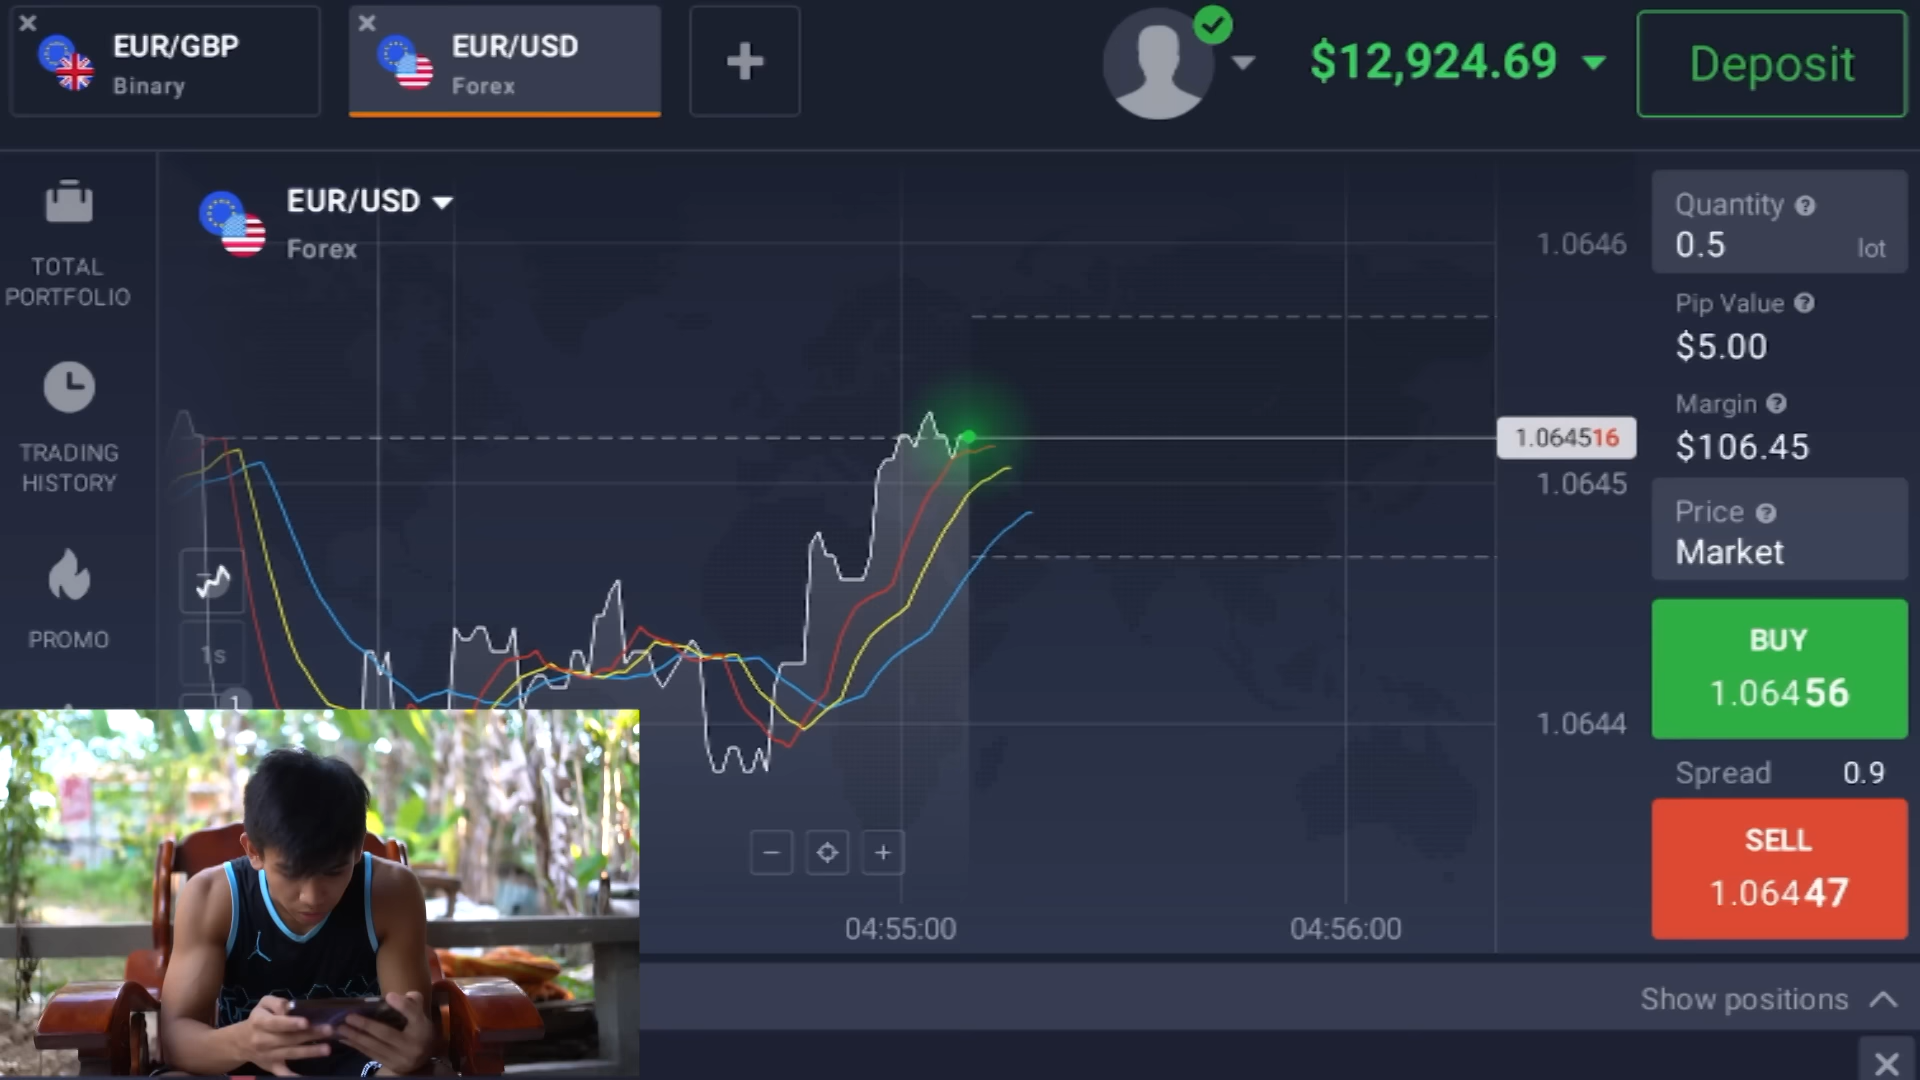 EUR/GBP
Binary
EUR/USD
Forex
$12,924.69
Deposit
TOTAL
PORTFOLIO
TRADING
HISTORY
PROMO
EUR/USD
Forex
1s
1
1.0646
1.064516
1.0645
1.0644
04:55:00
04:56:00
Quantity
0.5 lot
Pip Value
$5.00
Margin
$106.45
Price
Market
BUY
1.06456
Spread 0.9
SELL
1.06447
Show positions